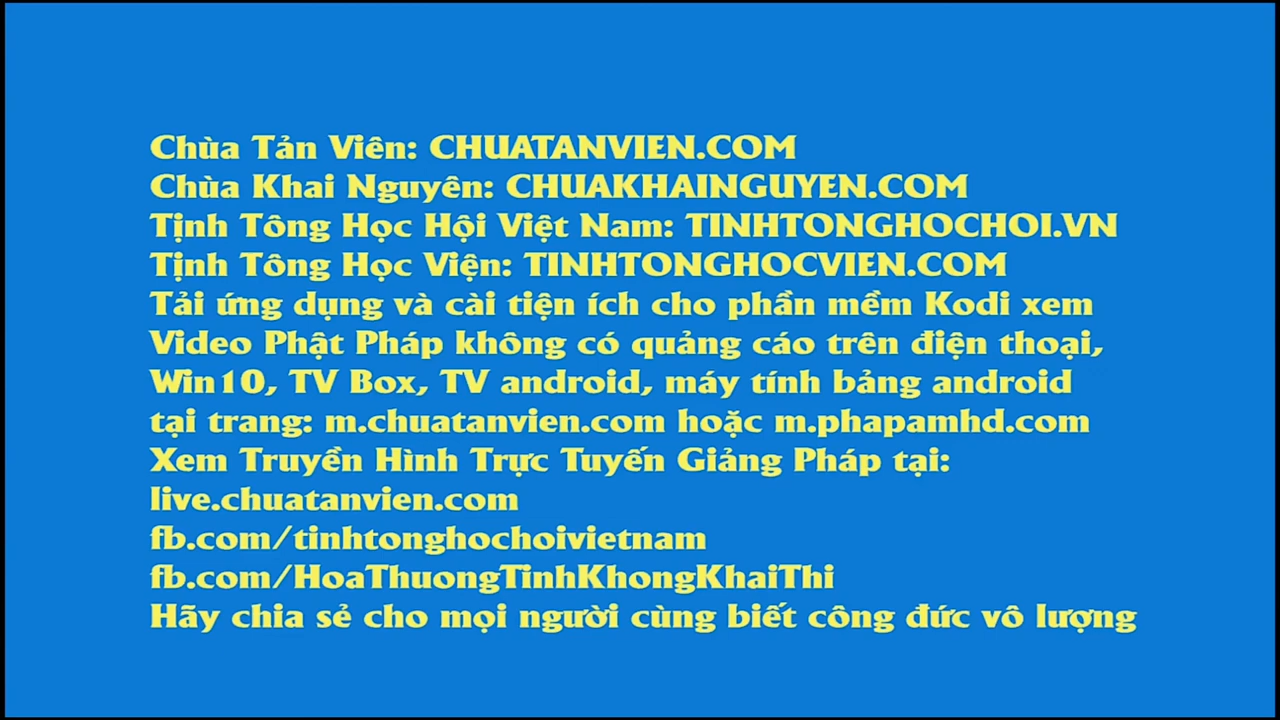 Chùa Tản Viên: CHUATANVIEN.COM
Chùa Khai Nguyên: CHUAKHAINGUYEN.COM
Tịnh Tông Học Hội Việt Nam: TINHTONGHOCHOI.VN
Tịnh Tông Học Viện: TINHTONGHOCVIEN.COM
Tải ứng dụng và cài tiện ích cho phần mềm Kodi xem
Video Phật Pháp không có quảng cáo trên điện thoại,
Win10, TV Box, TV android, máy tính bảng android
tại trang: m.chuatanvien.com hoặc m.phapamhd.com
Xem Truyền Hình Trực Tuyến Giảng Pháp tại:
live.chuatanvien.com
fb.com/tinhtonghochoivietnam
fb.com/HoaThuongTinhKhongKhaiThi
Hãy chia sẻ cho mọi người cùng biết công đức vô lượng